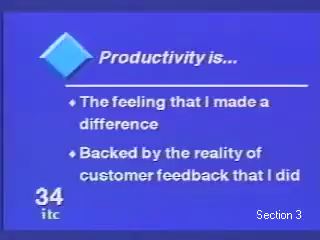 Productivity is...
♦ The feeling that I made a
difference
♦ Backed by the reality of
customer feedback that I did
34
itc
Section 3